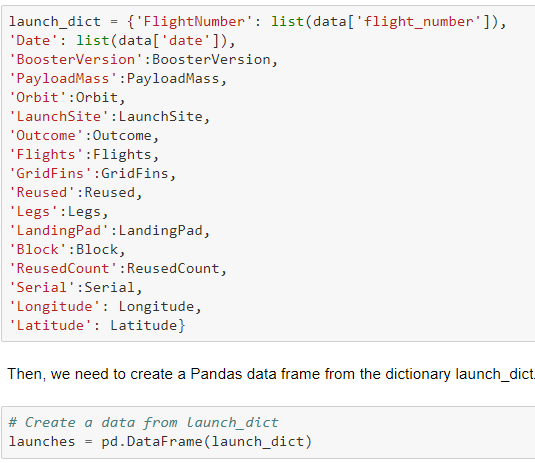 launch_dict = {'FlightNumber': list(data['flight_number']),
'Date': list(data['date']),
'BoosterVersion':BoosterVersion,
'PayloadMass':PayloadMass,
'Orbit':Orbit,
'LaunchSite':LaunchSite,
'Outcome':Outcome,
'Flights':Flights,
'GridFins':GridFins,
'Reused':Reused,
'Legs':Legs,
'LandingPad':LandingPad,
'Block':Block,
'ReusedCount':ReusedCount,
'Serial':Serial,
'Longitude': Longitude,
'Latitude': Latitude}
Then, we need to create a Pandas data frame from the dictionary launch_dict.
# Create a data from launch_dict
launches = pd.DataFrame(launch_dict)